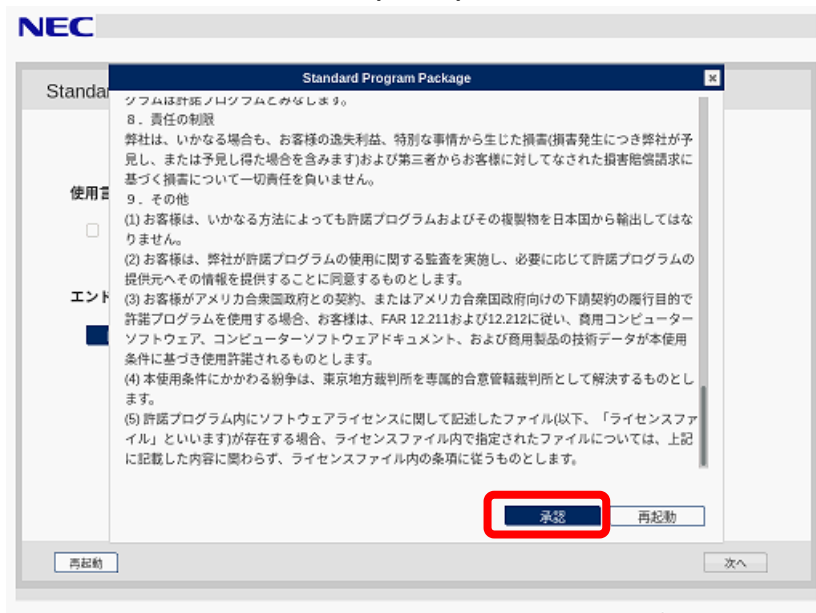 NEC
Standard Program Package
Standa
グラムは許諾プログラムとみなします。
8．責任の制限
弊社は、いかなる場合も、お客様の逸失利益、特別な事情から生じた損害(損害発生につき弊社が予
見し、または予見し得た場合を含みます)および第三者からお客様に対してなされた損害賠償請求に
基づく損害について一切責任を負いません。
使用言
9．その他
(1) お客様は、いかなる方法によっても許諾プログラムおよびその複製物を日本国から輸出してはな
りません。
(2) お客様は、弊社が許諾プログラムの使用に関する監査を実施し、必要に応じて許諾プログラムの
提供元へその情報を提供することに同意するものとします。
エント
(3) お客様がアメリカ合衆国政府との契約、またはアメリカ合衆国政府向けの下請契約の履行目的で
許諾プログラムを使用する場合、お客様は、FAR 12.211および12.212に従い、商用コンピューター
ソフトウェア、コンピューターソフトウェアドキュメント、および商用製品の技術データが本使用
条件に基づき使用許諾されるものとします。
(4) 本使用条件にかかわる紛争は、東京地方裁判所を専属的合意管轄裁判所として解決するものとし
ます。
(5) 許諾プログラム内にソフトウェアライセンスに関して記述したファイル(以下、「ライセンスファ
イル」といいます)が存在する場合、ライセンスファイル内で指定されたファイルについては、上記
に記載した内容に関わらず、ライセンスファイル内の条項に従うものとします。
承認
再起動
再起動
次へ